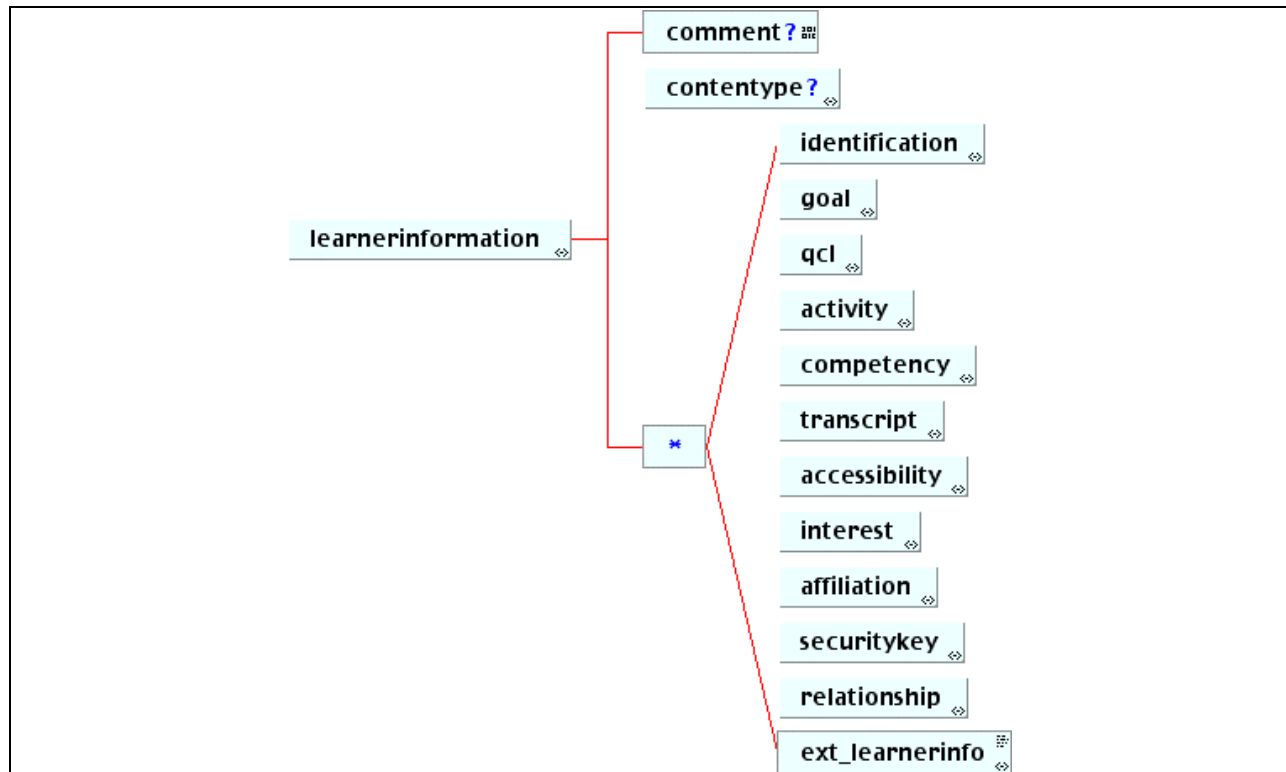 comment?
contentype?
identification
goal
qcl
learnerinformation
activity
competency
transcript
*
accessibility
interest
affiliation
securitykey
relationship
ext_learnerinfo